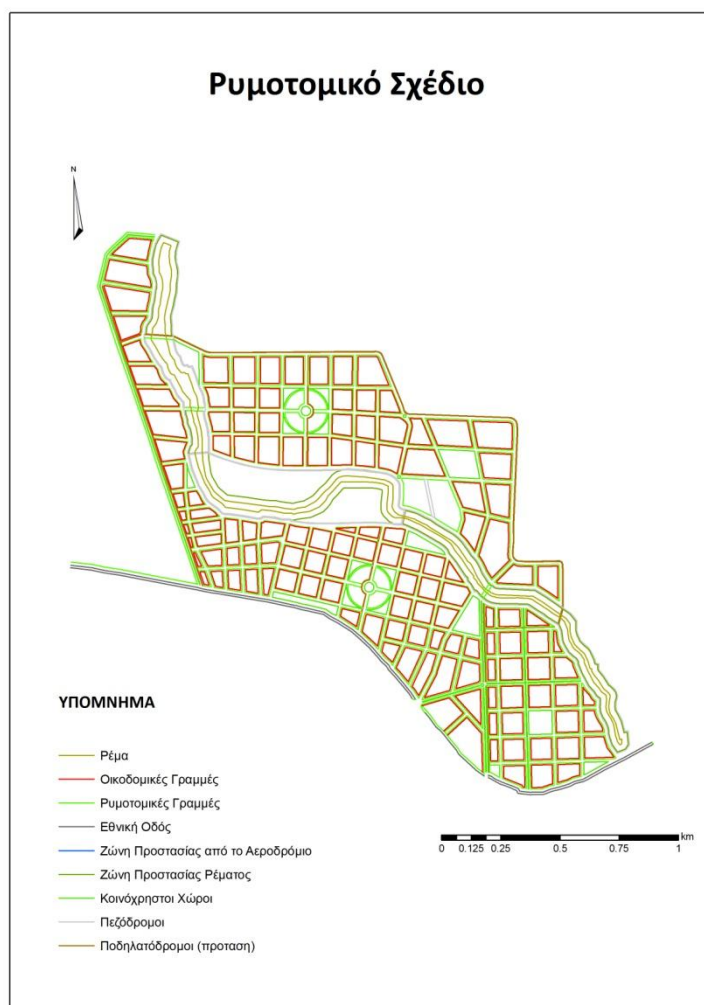 Ρυμοτομικό Σχέδιο
N
ΥΠΟΜΝΗΜΑ
Ρέμα
Οικοδομικές Γραμμές
Ρυμοτομικές Γραμμές
Εθνική Οδός
Ζώνη Προστασίας από το Αεροδρόμιο
Ζώνη Προστασίας Ρέματος
Κοινόχρηστοι Χώροι
Πεζόδρομοι
Ποδηλατόδρομοι (προταση)
km
0 0.125 0.25 0.5 0.75 1